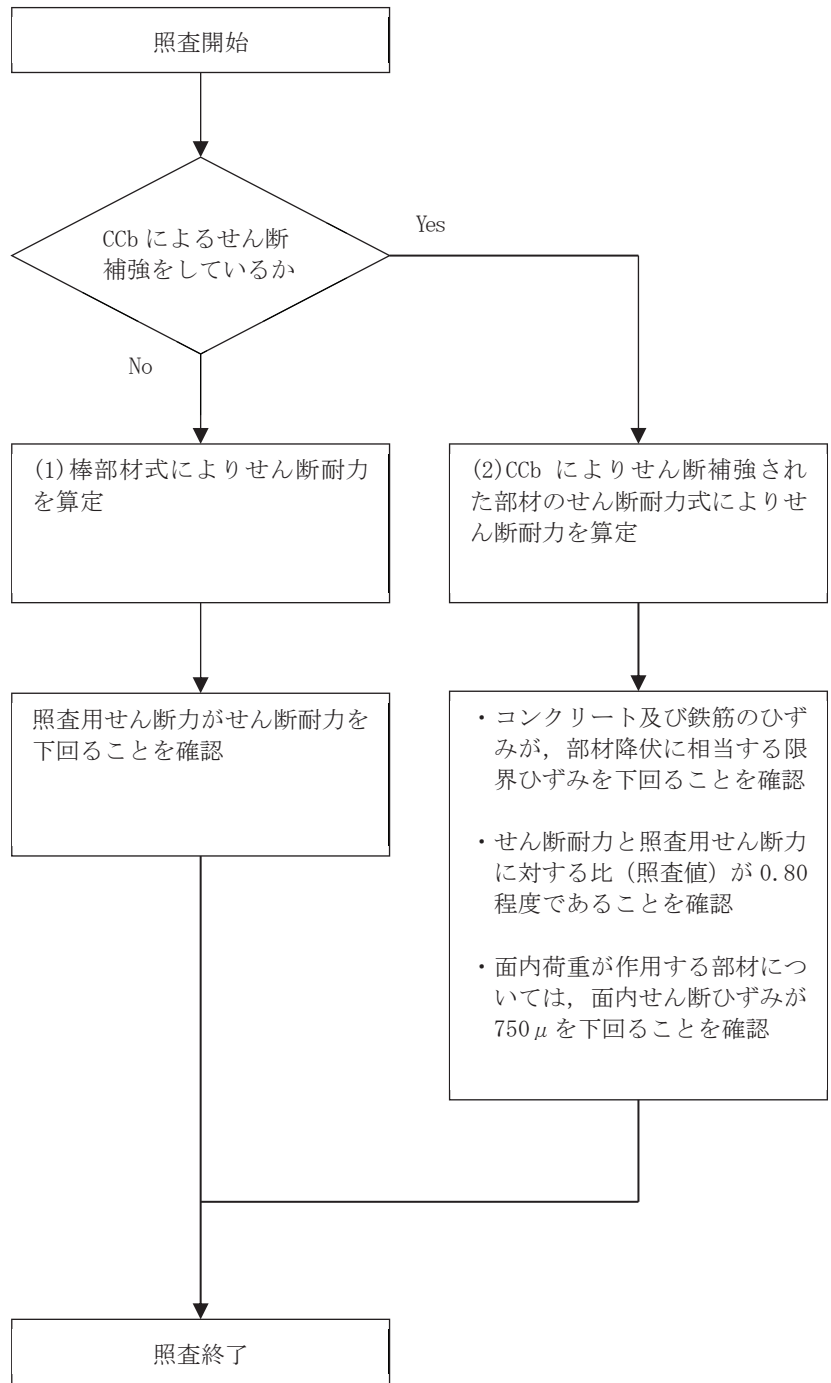 照査開始
CCb によるせん断
補強をしているか
Yes
No
(1)棒部材式によりせん断耐力
を算定
(2)CCb によりせん断補強され
た部材のせん断耐力式によりせ
ん断耐力を算定
照査用せん断力がせん断耐力を
下回ることを確認
・コンクリート及び鉄筋のひず
みが，部材降伏に相当する限
界ひずみを下回ることを確認
・せん断耐力と照査用せん断力
に対する比（照査値）が 0.80
程度であることを確認
・面内荷重が作用する部材につ
いては，面内せん断ひずみが
750μを下回ることを確認
照査終了